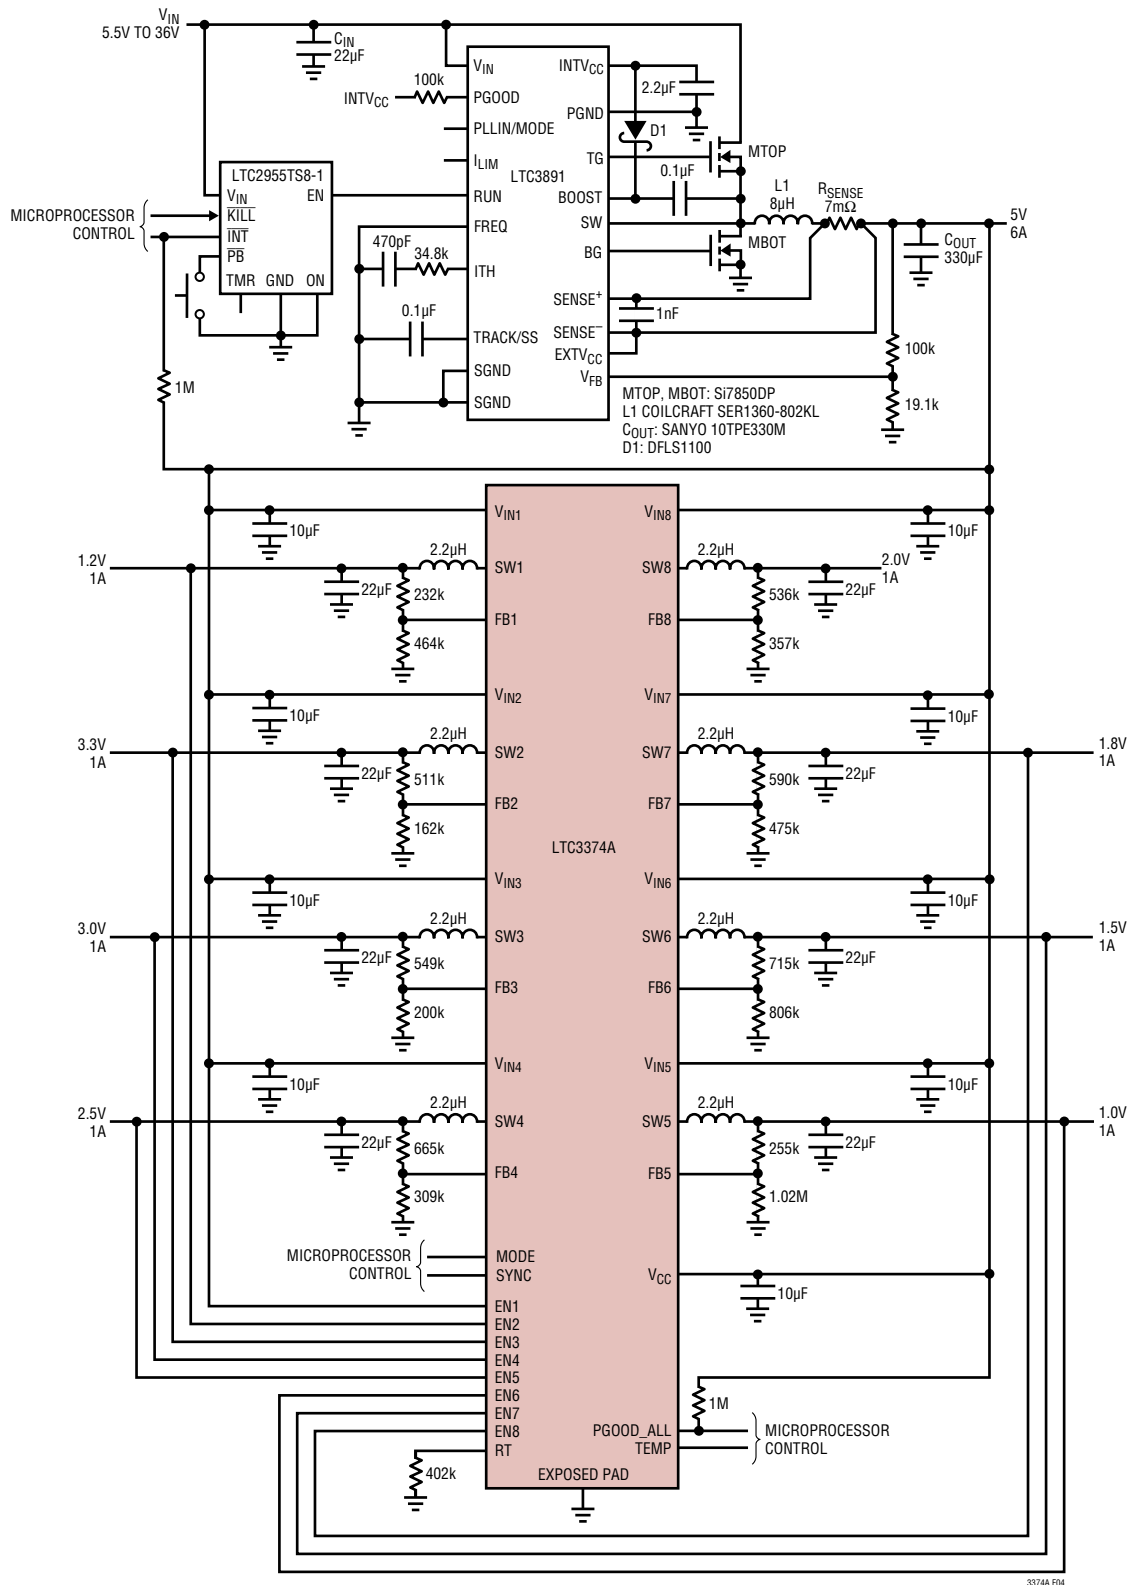 VIN
5.5V TO 36V
CIN
22µF
100k
INTVCC
VIN
PGOOD
PLLIN/MODE
ILIM
RUN
FREQ
ITH
TRACK/SS
SGND
SGND
LTC3891
INTVCC
PGND
TG
BOOST
SW
BG
SENSE+
SENSE–
EXTVCC
VFB
2.2µF
D1
0.1µF
MTOP
L1
8µH
RSENSE
7mΩ
MBOT
1nF
5V
6A
COUT
330µF
100k
19.1k
LTC2955TS8-1
VIN
EN
KILL
INT
PB
TMR GND ON
MICROPROCESSOR
CONTROL
470pF
34.8k
0.1µF
1M
MTOP, MBOT: Si7850DP
L1 COILCRAFT SER1360-802KL
COUT: SANYO 10TPE330M
D1: DFLS1100
VIN1
VIN8
10µF
10µF
1.2V
1A
2.2µH
SW1
SW8
2.2µH
2.0V
1A
22µF
232k
536k
22µF
FB1
FB8
464k
357k
VIN2
VIN7
10µF
10µF
3.3V
1A
2.2µH
SW2
SW7
2.2µH
1.8V
1A
22µF
511k
590k
22µF
FB2
FB7
162k
475k
LTC3374A
VIN3
VIN6
10µF
10µF
3.0V
1A
2.2µH
SW3
SW6
2.2µH
1.5V
1A
22µF
549k
715k
22µF
FB3
FB6
200k
806k
VIN4
VIN5
10µF
10µF
2.5V
1A
2.2µH
SW4
SW5
2.2µH
1.0V
1A
22µF
665k
255k
22µF
FB4
FB5
309k
1.02M
MICROPROCESSOR
CONTROL
MODE
SYNC
VCC
10µF
EN1
EN2
EN3
EN4
EN5
EN6
EN7
EN8
RT
402k
1M
PGOOD_ALL
TEMP
MICROPROCESSOR
CONTROL
EXPOSED PAD
3374A F04